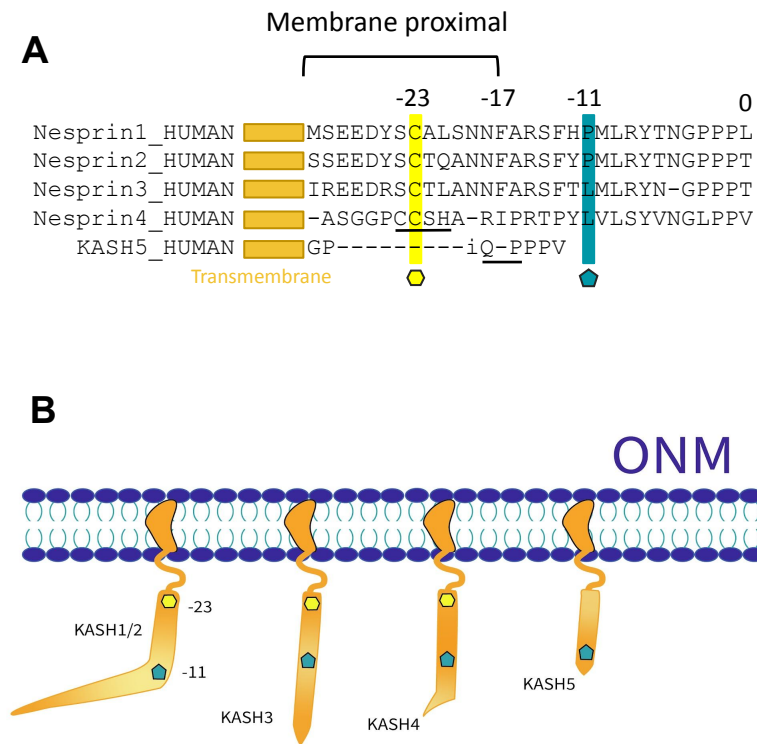 Membrane proximal
A
-23 -17 -11 0
Nesprin1_HUMAN MSEEDYSCALSNNFARSFHPMLRYTNGPPPL
Nesprin2_HUMAN SSEEDYSCTQANNFARSFYPMLRYTNGPPPT
Nesprin3_HUMAN IREEDRSCTLANNFARSFTLMLRYN-GPPPT
Nesprin4_HUMAN -ASGGPCCSHA-RIPRTPYLVLSYVNGLPPV
KASH5_HUMAN GP----------iQ-PPPV
Transmembrane
B
ONM
-23
KASH1/2
-11
KASH3
KASH4
KASH5